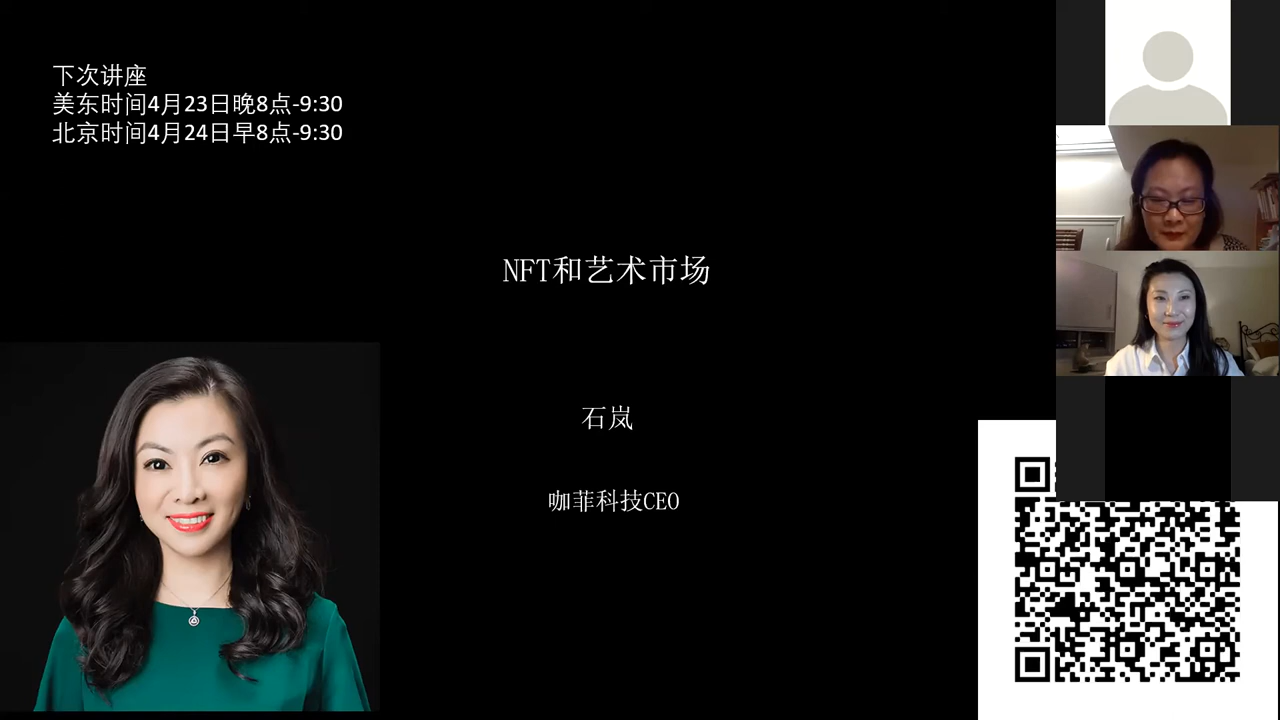 下次讲座
美东时间4月23日晚8点-9:30
北京时间4月24日早8点-9:30
NFT和艺术市场
石岚
咖菲科技CEO